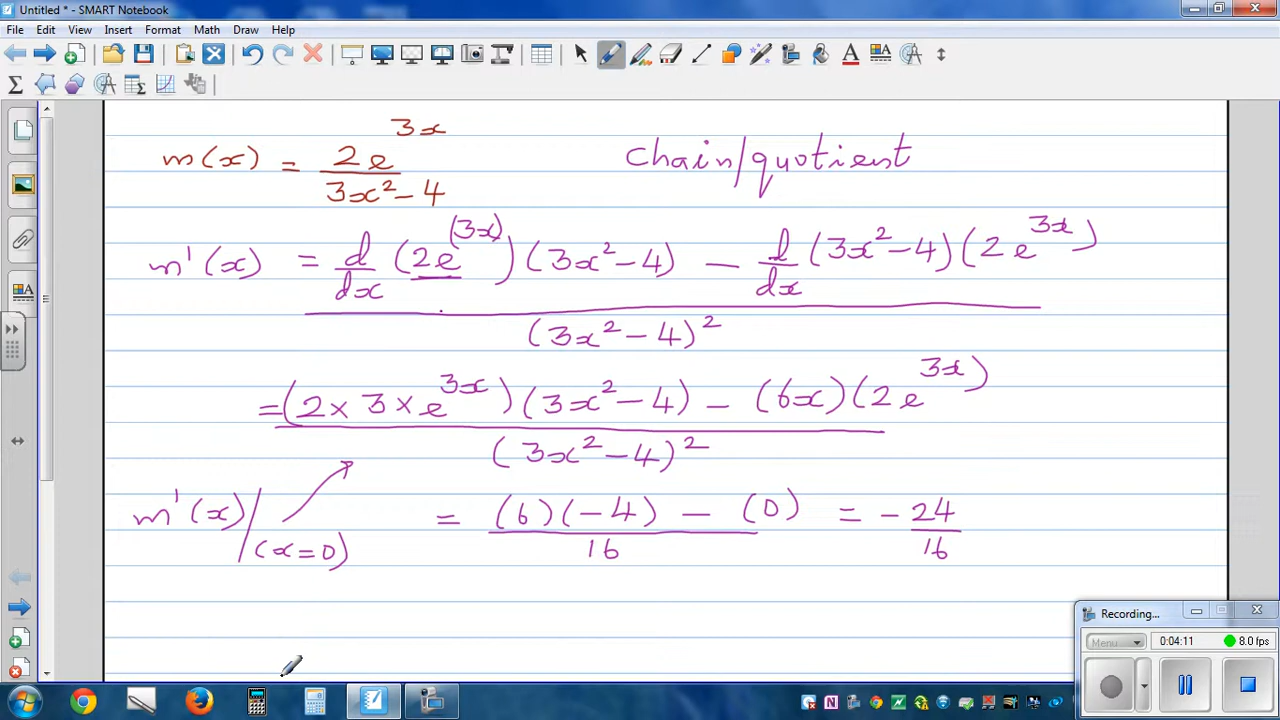 Untitled * - SMART Notebook
File Edit View Insert Format Math Draw Help
m(x) = 2e^3x / 3x² - 4
Chain/quotient
m'(x) = d/dx (2e^(3x)) (3x² - 4) - d/dx (3x² - 4) (2e^3x) / (3x² - 4)²
= (2 × 3 × e^3x) (3x² - 4) - (6x) (2e^3x) / (3x² - 4)²
m'(x) | (x = 0) = (6)(-4) - (0) / 16 = - 24 / 16
Recording...
Menu 0:04:11 8.0 fps